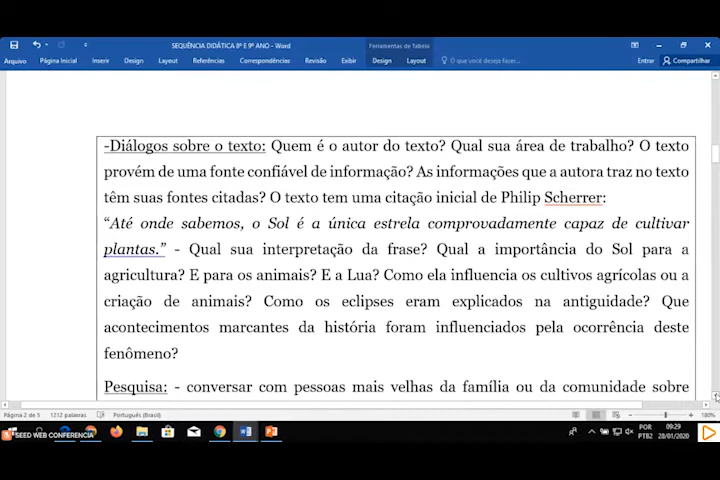 SEQUÊNCIA DIDÁTICA 8º E 9º ANO - Word
Ferramentas de Tabela
Arquivo Página Inicial Inserir Design Layout Referências Correspondências Revisão Exibir Design Layout O que você deseja fazer... Entrar Compartilhar
-Diálogos sobre o texto: Quem é o autor do texto? Qual sua área de trabalho? O texto
provém de uma fonte confiável de informação? As informações que a autora traz no texto
têm suas fontes citadas? O texto tem uma citação inicial de Philip Scherrer:
“Até onde sabemos, o Sol é a única estrela comprovadamente capaz de cultivar
plantas.” - Qual sua interpretação da frase? Qual a importância do Sol para a
agricultura? E para os animais? E a Lua? Como ela influencia os cultivos agrícolas ou a
criação de animais? Como os eclipses eram explicados na antiguidade? Que
acontecimentos marcantes da história foram influenciados pela ocorrência deste
fenômeno?
Pesquisa: - conversar com pessoas mais velhas da família ou da comunidade sobre
Página 2 de 5 1212 palavras Português (Brasil) 180%
SEED WEB CONFERENCIA
POR 09:29
PTB2 28/01/2020